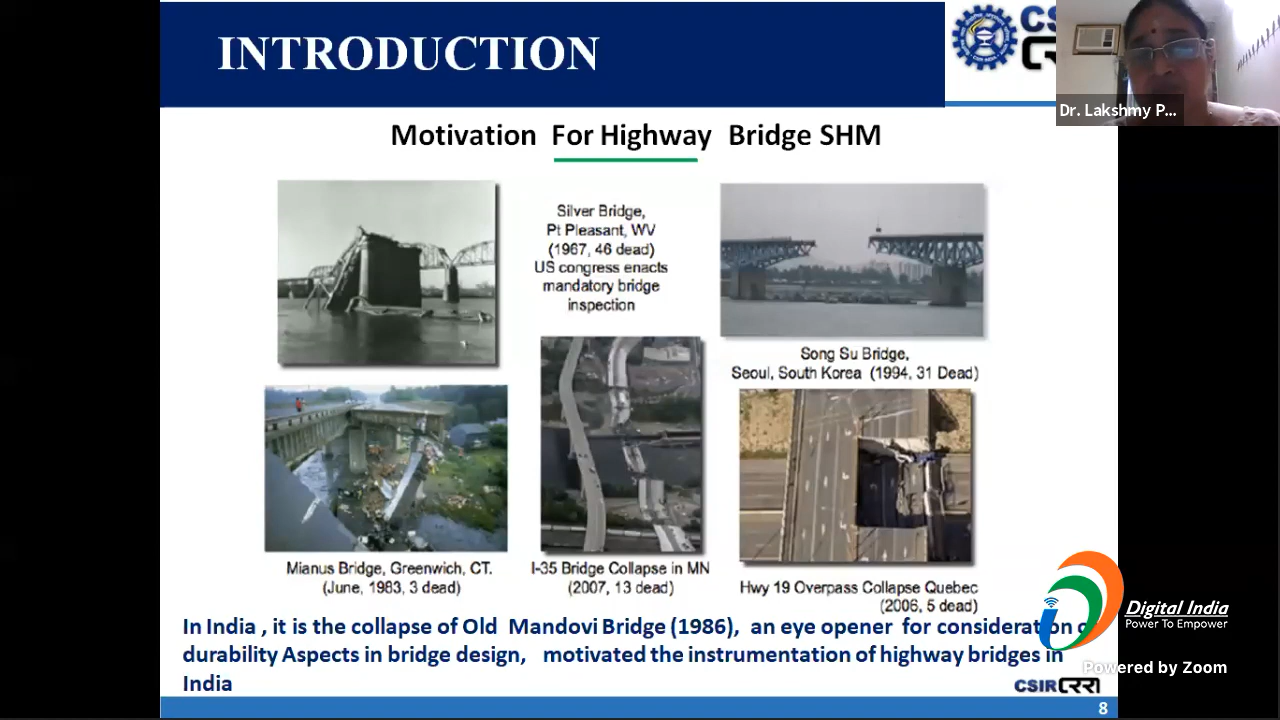 INTRODUCTION
CS
Dr. Lakshmy P...
Motivation For Highway Bridge SHM
Silver Bridge,
Pt Pleasant, WV
(1967, 46 dead)
US congress enacts
mandatory bridge
inspection
Song Su Bridge,
Seoul, South Korea (1994, 31 Dead)
Mianus Bridge, Greenwich, CT.
(June, 1983, 3 dead)
I-35 Bridge Collapse in MN
(2007, 13 dead)
Hwy 19 Overpass Collapse Quebec
(2006, 5 dead)
In India , it is the collapse of Old Mandovi Bridge (1986), an eye opener for consideration
durability Aspects in bridge design, motivated the instrumentation of highway bridges in
India
Digital India
Power To Empower
Powered by Zoom
CSIR CRRI
8